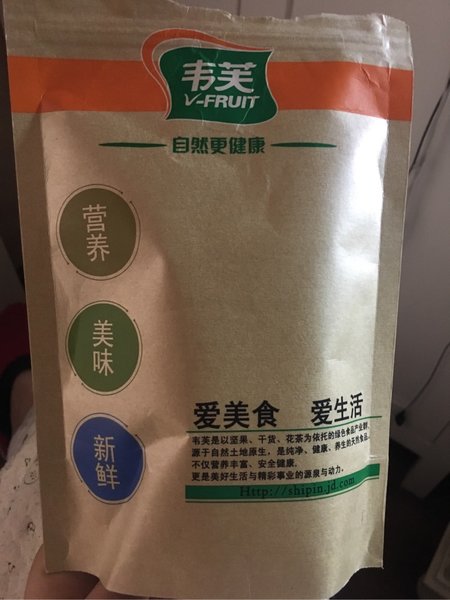 韦芙
V-FRUIT
自然更健康
营养
美味
新鲜
爱美食 爱生活
韦芙是以坚果、干货、花茶为依托的绿色食品产业
源于自然土地原生，是纯净、健康、养生的天然食品。
不仅营养丰富、安全健康，
更是美好生活与精彩事业的源泉与动力。
Http://shipin.jd.com